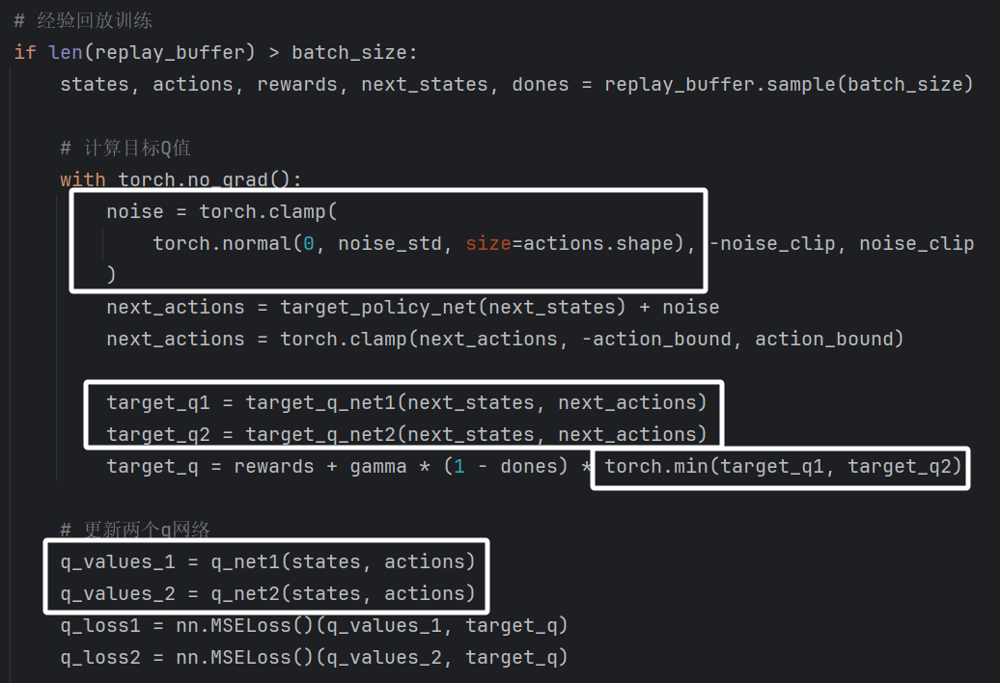 # 经验回放训练
if len(replay_buffer) > batch_size:
states, actions, rewards, next_states, dones = replay_buffer.sample(batch_size)
# 计算目标Q值
with torch.no_grad():
noise = torch.clamp(
torch.normal(0, noise_std, size=actions.shape), -noise_clip, noise_clip
)
next_actions = target_policy_net(next_states) + noise
next_actions = torch.clamp(next_actions, -action_bound, action_bound)
target_q1 = target_q_net1(next_states, next_actions)
target_q2 = target_q_net2(next_states, next_actions)
target_q = rewards + gamma * (1 - dones) * torch.min(target_q1, target_q2)
# 更新两个q网络
q_values_1 = q_net1(states, actions)
q_values_2 = q_net2(states, actions)
q_loss1 = nn.MSELoss()(q_values_1, target_q)
q_loss2 = nn.MSELoss()(q_values_2, target_q)